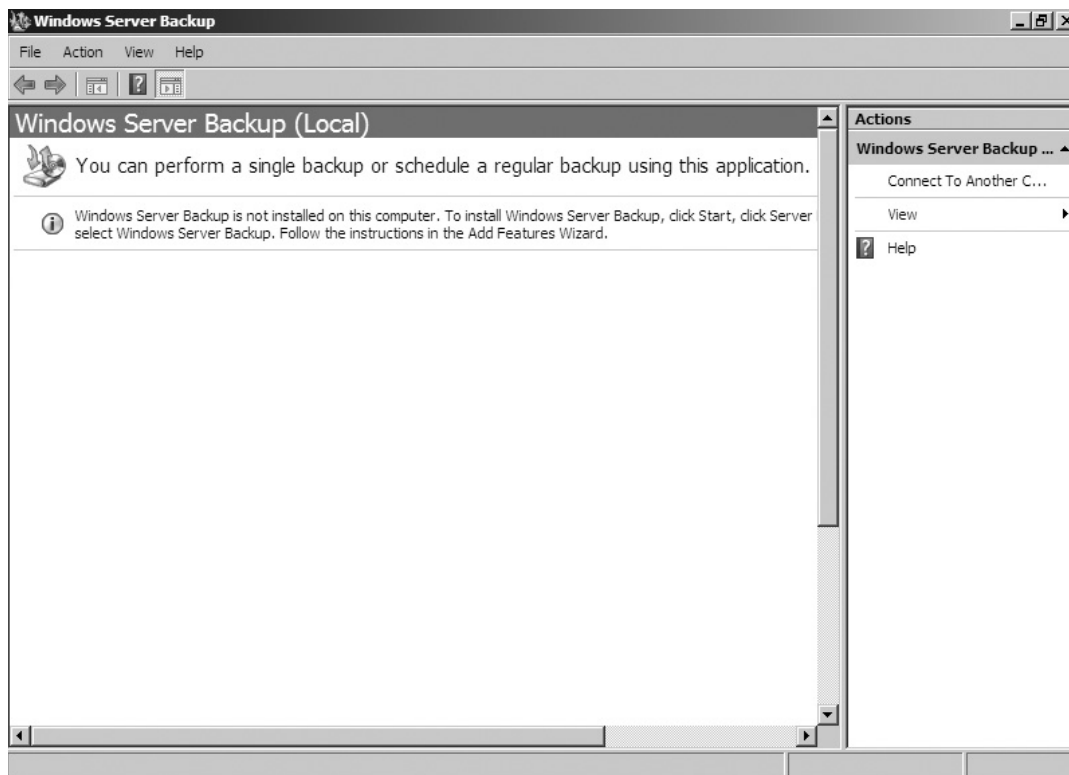 Windows Server Backup
File Action View Help
Windows Server Backup (Local)
You can perform a single backup or schedule a regular backup using this application.
Windows Server Backup is not installed on this computer. To install Windows Server Backup, click Start, click Server
select Windows Server Backup. Follow the instructions in the Add Features Wizard.
Actions
Windows Server Backup ...
Connect To Another C...
View
Help